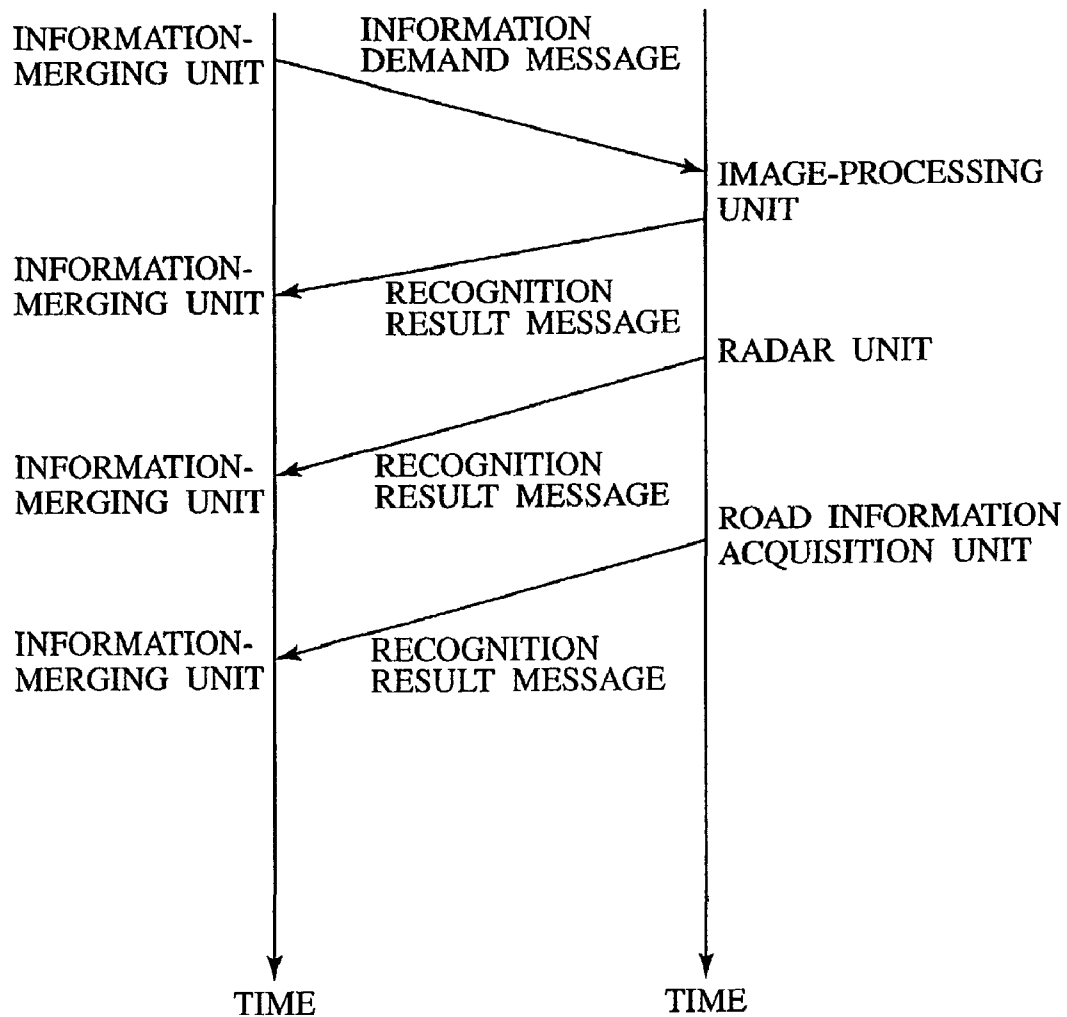 INFORMATION-
MERGING UNIT
INFORMATION
DEMAND MESSAGE
IMAGE-PROCESSING
UNIT
INFORMATION-
MERGING UNIT
RECOGNITION
RESULT MESSAGE
RADAR UNIT
INFORMATION-
MERGING UNIT
RECOGNITION
RESULT MESSAGE
ROAD INFORMATION
ACQUISITION UNIT
INFORMATION-
MERGING UNIT
RECOGNITION
RESULT MESSAGE
TIME
TIME